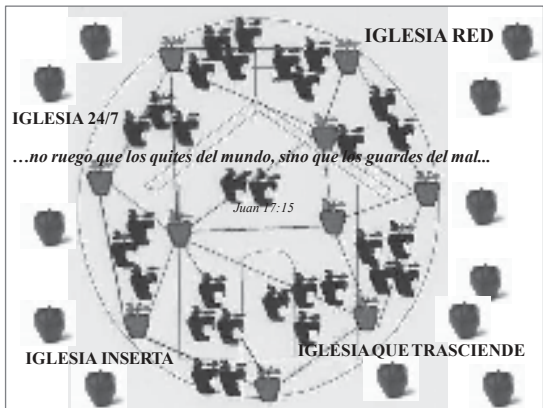 IGLESIA RED
IGLESIA 24/7
…no ruego que los quites del mundo, sino que los guardes del mal...
Juan 17:15
IGLESIA INSERTA
IGLESIA QUE TRASCIENDE